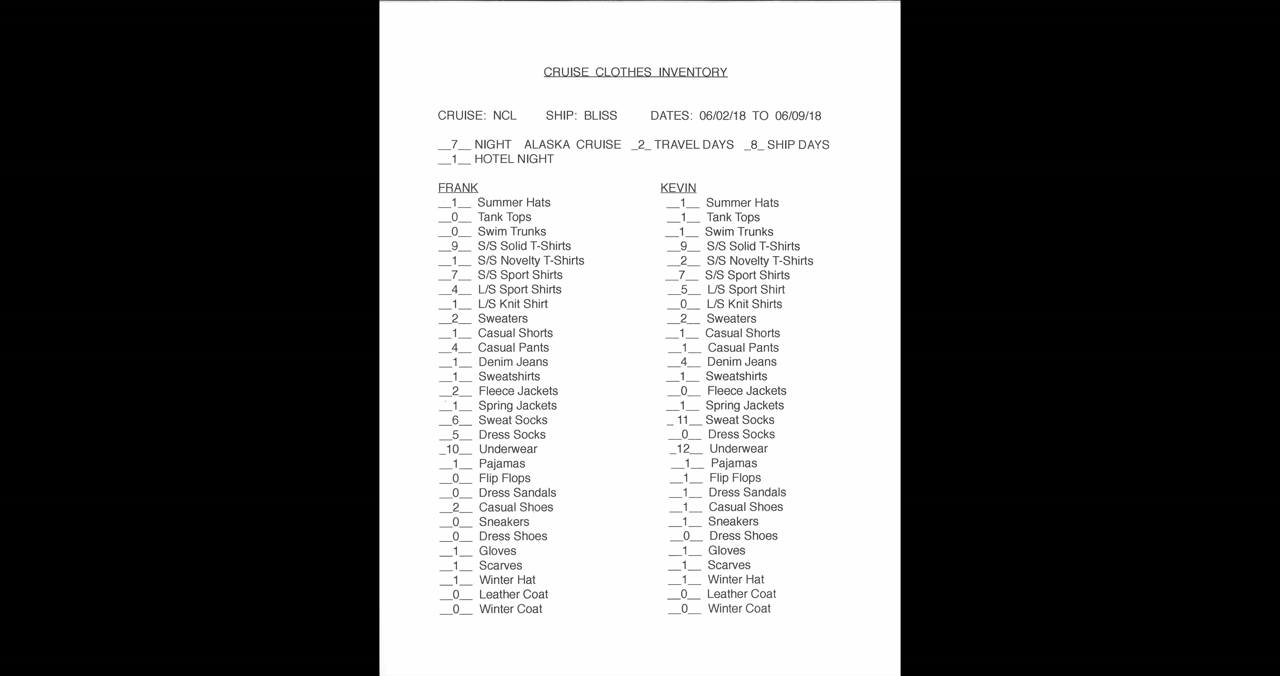 CRUISE CLOTHES INVENTORY
CRUISE: NCL SHIP: BLISS DATES: 06/02/18 TO 06/09/18
__7__ NIGHT ALASKA CRUISE _2_ TRAVEL DAYS _8_ SHIP DAYS
__1__ HOTEL NIGHT
FRANK KEVIN
__1__ Summer Hats __1__ Summer Hats
__0__ Tank Tops __1__ Tank Tops
__0__ Swim Trunks __1__ Swim Trunks
__9__ S/S Solid T-Shirts __9__ S/S Solid T-Shirts
__1__ S/S Novelty T-Shirts __2__ S/S Novelty T-Shirts
__7__ S/S Sport Shirts __7__ S/S Sport Shirts
__4__ L/S Sport Shirts __5__ L/S Sport Shirt
__1__ L/S Knit Shirt __0__ L/S Knit Shirts
__2__ Sweaters __2__ Sweaters
__1__ Casual Shorts __1__ Casual Shorts
__4__ Casual Pants __1__ Casual Pants
__1__ Denim Jeans __4__ Denim Jeans
__1__ Sweatshirts __1__ Sweatshirts
__2__ Fleece Jackets __0__ Fleece Jackets
__1__ Spring Jackets __1__ Spring Jackets
__6__ Sweat Socks _ 11__ Sweat Socks
__5__ Dress Socks __0__ Dress Socks
_10__ Underwear _12__ Underwear
__1__ Pajamas __1__ Pajamas
__0__ Flip Flops __1__ Flip Flops
__0__ Dress Sandals __1__ Dress Sandals
__2__ Casual Shoes __1__ Casual Shoes
__0__ Sneakers __1__ Sneakers
__0__ Dress Shoes __0__ Dress Shoes
__1__ Gloves __1__ Gloves
__1__ Scarves __1__ Scarves
__1__ Winter Hat __1__ Winter Hat
__0__ Leather Coat __0__ Leather Coat
__0__ Winter Coat __0__ Winter Coat